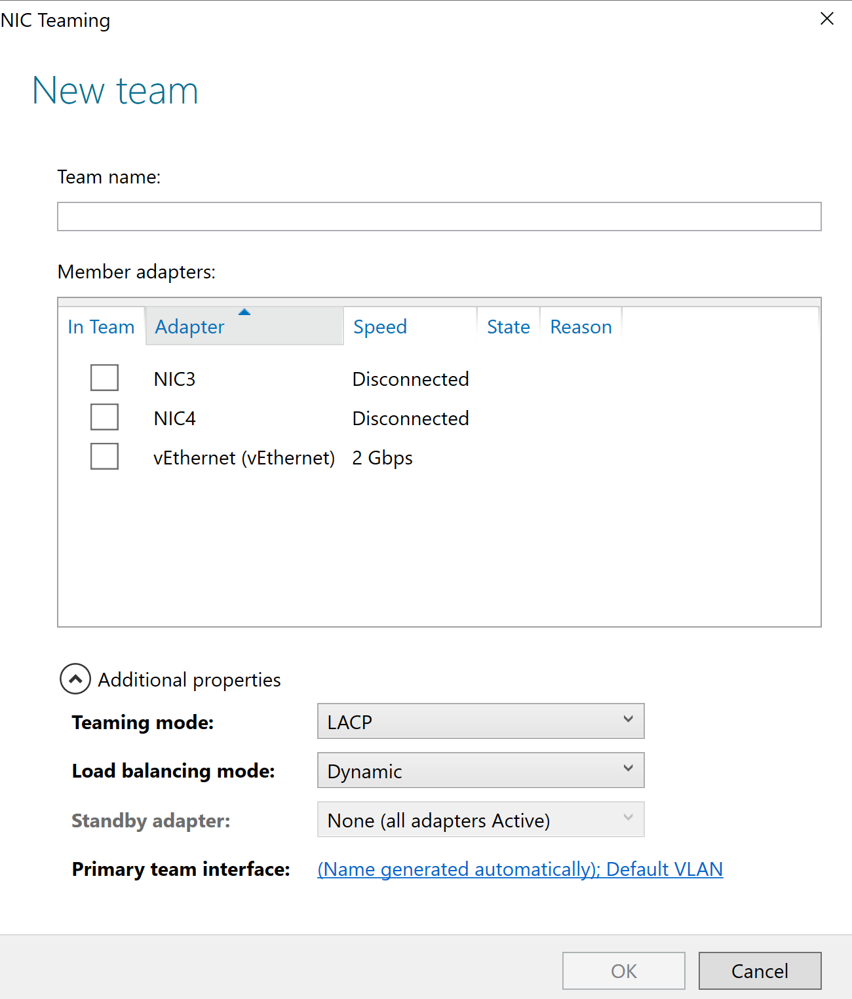 NIC Teaming
New team
Team name:
Member adapters:
In Team Adapter Speed State Reason
NIC3 Disconnected
NIC4 Disconnected
vEthernet (vEthernet) 2 Gbps
Additional properties
Teaming mode: LACP
Load balancing mode: Dynamic
Standby adapter: None (all adapters Active)
Primary team interface: (Name generated automatically); Default VLAN
OK Cancel